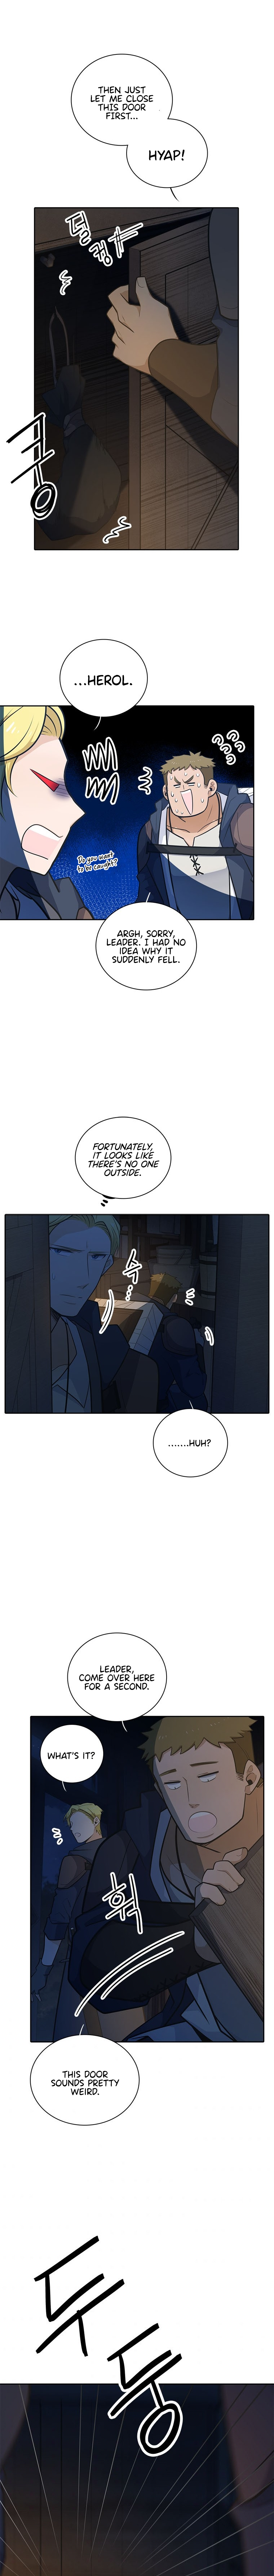 THEN JUST
LET ME CLOSE
THIS DOOR
FIRST...
HYAP!
쿵
...HEROL.
Do you want
to be caught?
ARGH, SORRY,
LEADER. I HAD NO
IDEA WHY IT
SUDDENLY FELL.
FORTUNATELY,
IT LOOKS LIKE
THERE'S NO ONE
OUTSIDE.
슥
.......HUH?
LEADER,
COME OVER HERE
FOR A SECOND.
WHAT'S IT?
THIS DOOR
SOUNDS PRETTY
WEIRD.
두
둥